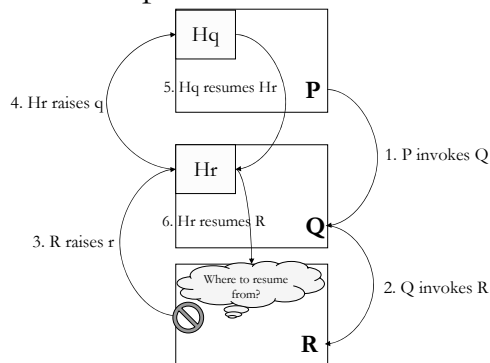 Hq
5. Hq resumes Hr
P
4. Hr raises q
1. P invokes Q
Hr
6. Hr resumes R
Q
3. R raises r
Where to resume
from?
2. Q invokes R
R